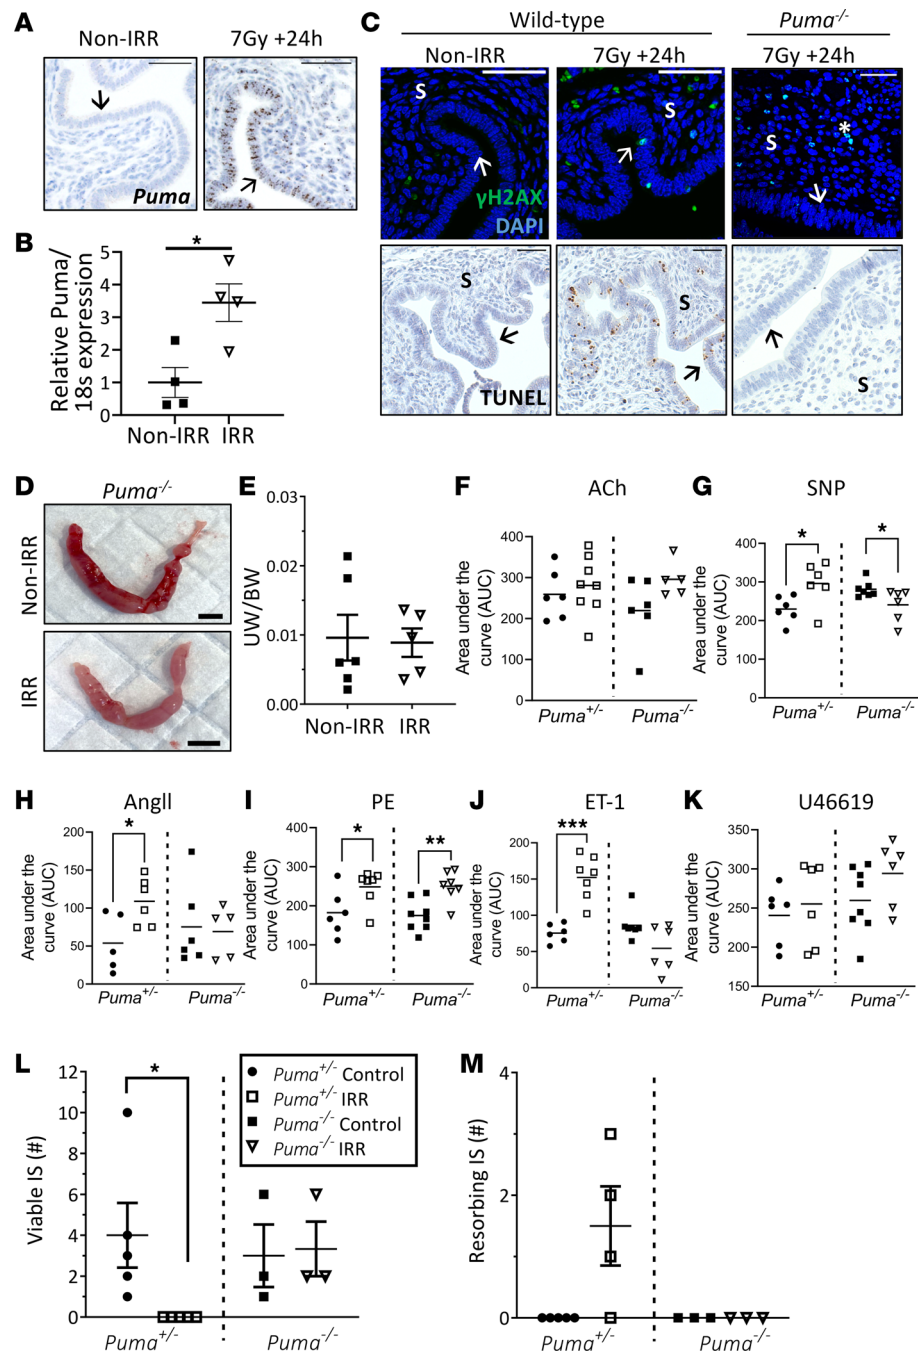 A
Non-IRR
7Gy +24h
Puma
B
*
Relative Puma/
18s expression
5
4
3
2
1
0
Non-IRR IRR
C
Wild-type
Puma-/-
Non-IRR
7Gy +24h
7Gy +24h
S
S
S
*
γH2AX
DAPI
S
S
S
TUNEL
D
Puma-/-
Non-IRR
IRR
E
UW/BW
0.03
0.02
0.010
0.00
Non-IRR IRR
F
ACh
Area under the
curve (AUC)
400
300
200
100
0
Puma+/- Puma-/-
G
SNP
Area under the
curve (AUC)
400
300
200
100
0
* *
Puma+/- Puma-/-
H
AngII
Area under the
curve (AUC)
200
150
100
50
0
*
Puma+/- Puma-/-
I
PE
Area under the
curve (AUC)
400
300
200
100
0
* **
Puma+/- Puma-/-
J
ET-1
Area under the
curve (AUC)
200
150
100
50
0
***
Puma+/- Puma-/-
K
U46619
Area under the
curve (AUC)
350
300
250
200
150
Puma+/- Puma-/-
L
Viable IS (#)
12
10
8
6
4
2
0
*
Puma+/- Control
Puma+/- IRR
Puma-/- Control
Puma-/- IRR
Puma+/- Puma-/-
M
Resorbing IS (#)
4
2
0
Puma+/- Puma-/-